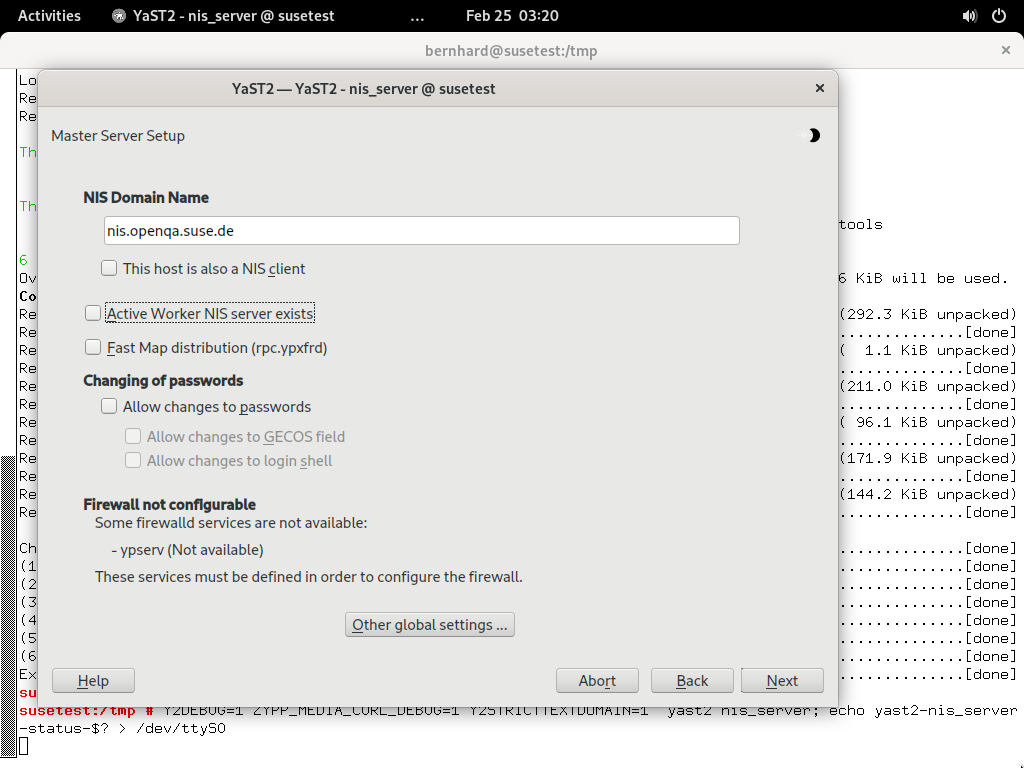 Activities YaST2 - nis_server @ susetest ... Feb 25 03:20
bernhard@susetest:/tmp
YaST2 — YaST2 - nis_server @ susetest
Master Server Setup
NIS Domain Name
nis.openqa.suse.de
This host is also a NIS client
Active Worker NIS server exists
Fast Map distribution (rpc.ypxfrd)
Changing of passwords
Allow changes to passwords
Allow changes to GECOS field
Allow changes to login shell
Firewall not configurable
Some firewalld services are not available:
- ypserv (Not available)
These services must be defined in order to configure the firewall.
Other global settings ...
Help Abort Back Next
Lo
Re
Re
Th
Th
tools
6
Ov 6 KiB will be used.
Co
Re (292.3 KiB unpacked)
Re ..............[done]
Re (  1.1 KiB unpacked)
Re ..............[done]
Re (211.0 KiB unpacked)
Re ..............[done]
Re ( 96.1 KiB unpacked)
Re ..............[done]
Re (171.9 KiB unpacked)
Re ..............[done]
Re (144.2 KiB unpacked)
Re ..............[done]
Ch ..............[done]
(1 ..............[done]
(2 ..............[done]
(3 ..............[done]
(4 ..............[done]
(5 ..............[done]
(6 ..............[done]
Ex ..............[done]
su
susetest:/tmp # Y2DEBUG=1 ZYPP_MEDIA_CURL_DEBUG=1 Y2STRICTTEXTDOMAIN=1  yast2 nis_server; echo yast2-nis_server
-status-$? > /dev/ttyS0